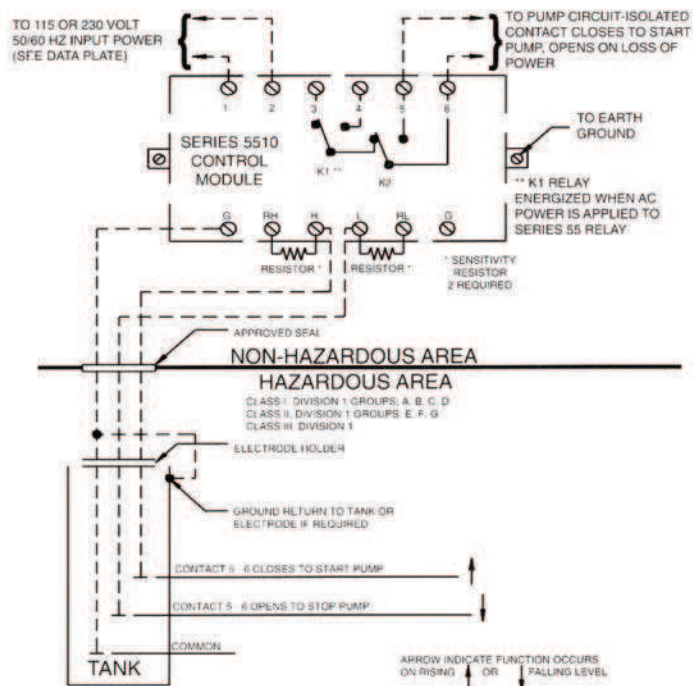 TO 115 OR 230 VOLT
50/60 HZ INPUT POWER
(SEE DATA PLATE)
TO PUMP CIRCUIT-ISOLATED
CONTACT CLOSES TO START
PUMP, OPENS ON LOSS OF
POWER
1 2 3 4 5 6
SERIES 5510
CONTROL
MODULE
K1 **
K2
TO EARTH
GROUND
** K1 RELAY
ENERGIZED WHEN AC
POWER IS APPLIED TO
SERIES 55 RELAY
G RH H L RL G
RESISTOR *
RESISTOR *
* SENSITIVITY
RESISTOR
2 REQUIRED
APPROVED SEAL
NON-HAZARDOUS AREA
HAZARDOUS AREA
CLASS I, DIVISION 1 GROUPS, A, B, C, D
CLASS II, DIVISION 1 GROUPS, E, F, G
CLASS III, DIVISION 1
ELECTRODE HOLDER
GROUND RETURN TO TANK OR
ELECTRODE IF REQUIRED
CONTACT 5 - 6 CLOSES TO START PUMP
CONTACT 5 - 6 OPENS TO STOP PUMP
COMMON
TANK
ARROW INDICATE FUNCTION OCCURS
ON RISING OR FALLING LEVEL